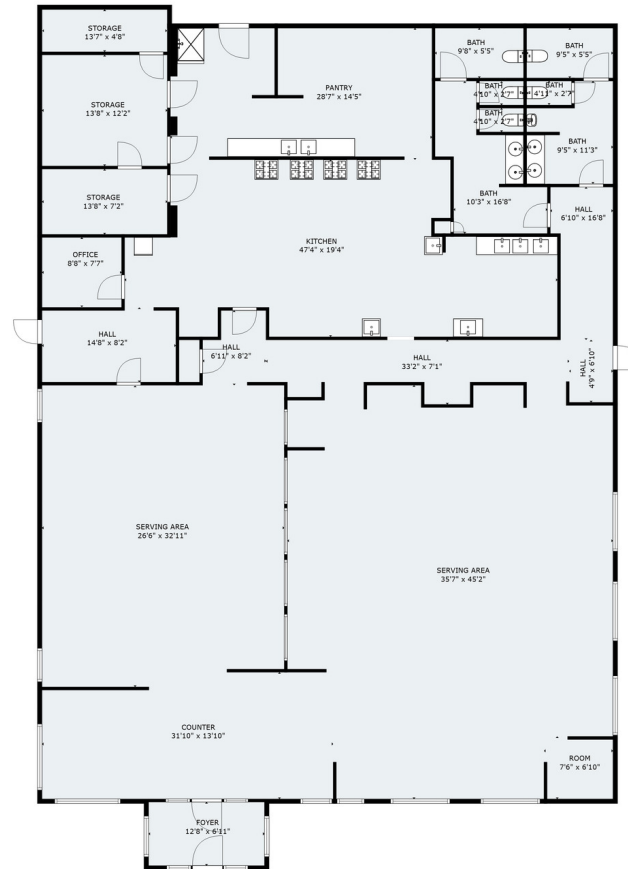 STORAGE
13'7" x 4'8"
BATH
9'8" x 5'5"
BATH
9'5" x 5'5"
STORAGE
13'8" x 12'2"
PANTRY
28'7" x 14'5"
BATH
4'10" x 2'7"
BATH
4'11" x 2'7"
BATH
4'10" x 2'7"
BATH
9'5" x 11'3"
STORAGE
13'8" x 7'2"
BATH
10'3" x 16'8"
HALL
6'10" x 16'8"
KITCHEN
47'4" x 19'4"
OFFICE
8'8" x 7'7"
HALL
14'8" x 8'2"
HALL
6'11" x 8'2"
HALL
33'2" x 7'1"
HALL
4'9" x 6'10"
SERVING AREA
26'6" x 32'11"
SERVING AREA
35'7" x 45'2"
COUNTER
31'10" x 13'10"
ROOM
7'6" x 6'10"
FOYER
12'8" x 6'11"